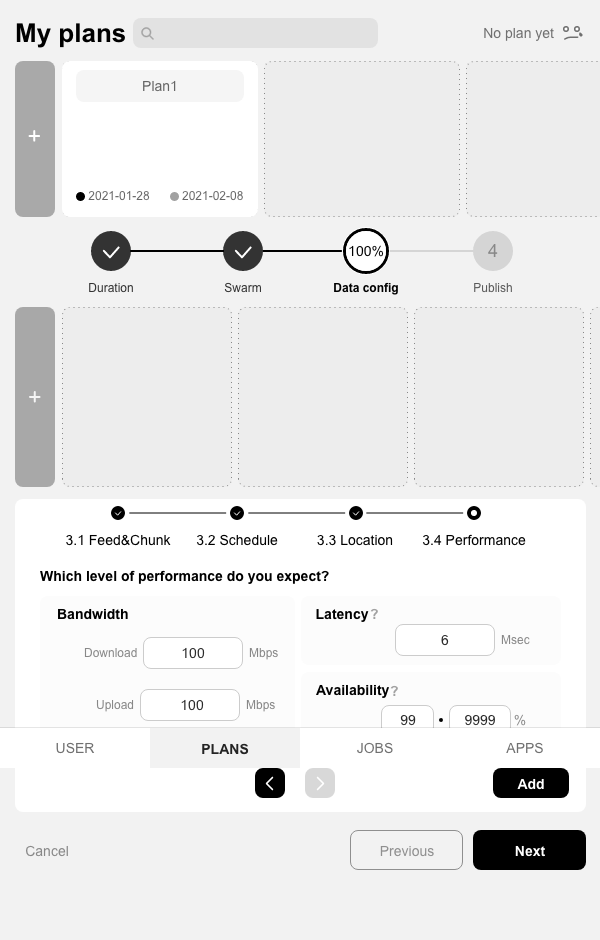 My plans
No plan yet
+
Plan1
2021-01-28
2021-02-08
100%
4
Duration
Swarm
Data config
Publish
+
3.1 Feed&Chunk
3.2 Schedule
3.3 Location
3.4 Performance
Which level of performance do you expect?
Bandwidth
Download 100 Mbps
Upload 100 Mbps
Latency ?
6 Msec
Availability ?
99 • 9999 %
USER
PLANS
JOBS
APPS
Add
Cancel
Previous
Next